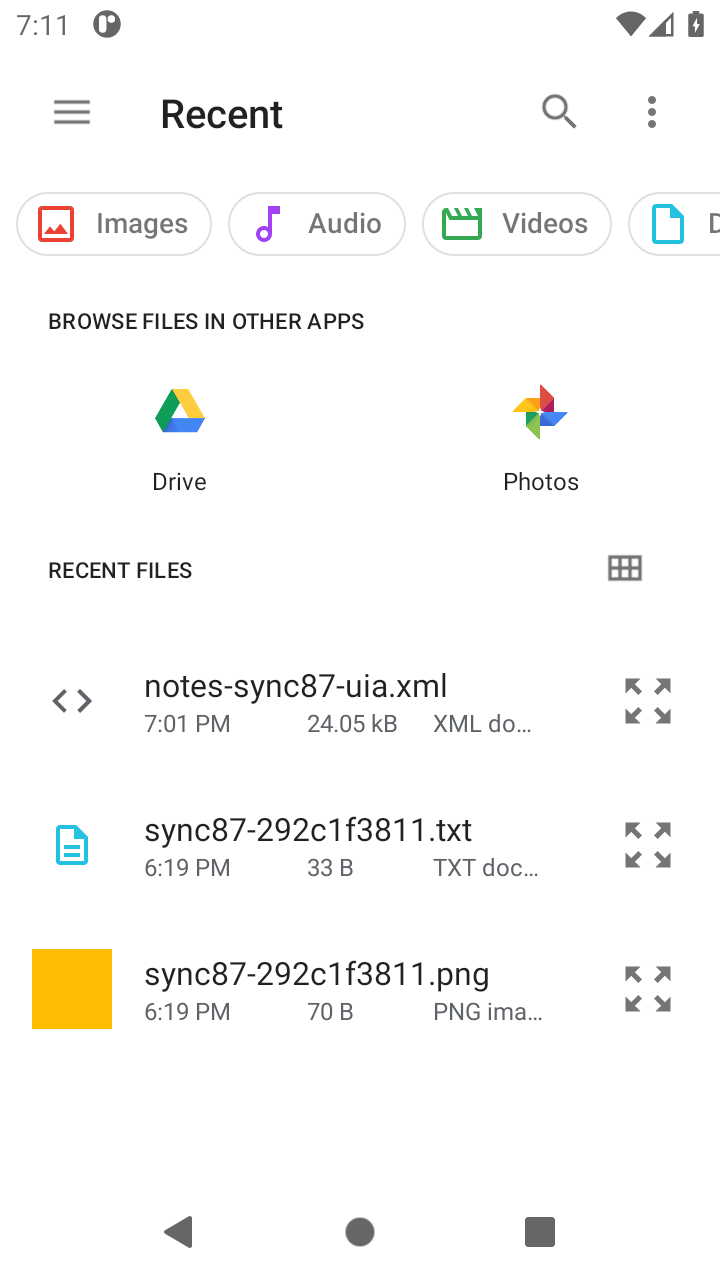 7:11
Recent
Images
Audio
Videos
BROWSE FILES IN OTHER APPS
Drive
Photos
RECENT FILES
notes-sync87-uia.xml
7:01 PM 24.05 kB XML do…
sync87-292c1f3811.txt
6:19 PM 33 B TXT doc…
sync87-292c1f3811.png
6:19 PM 70 B PNG ima…